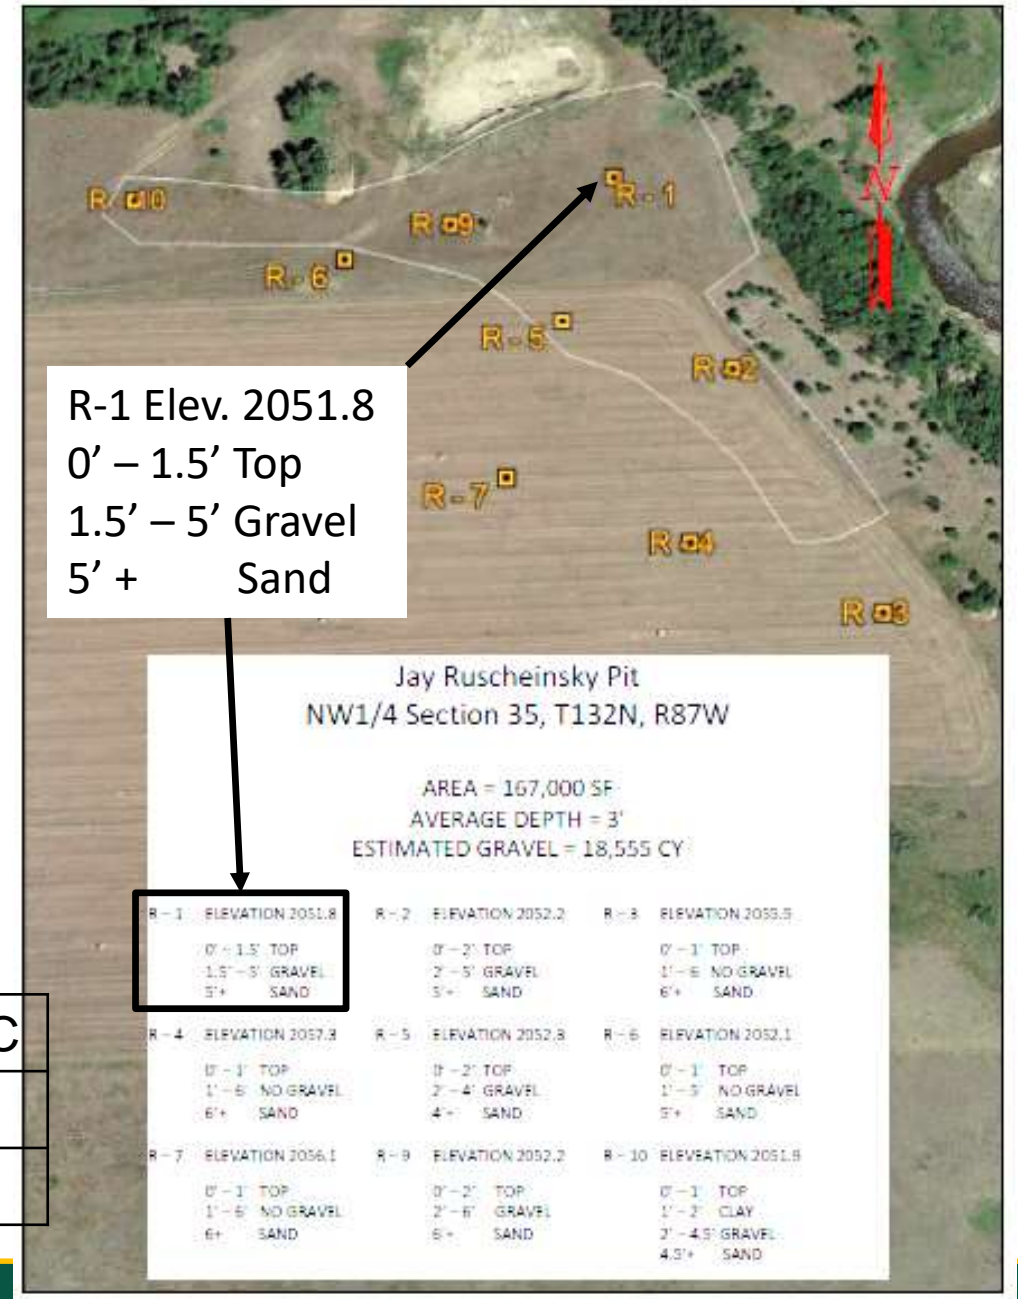 R - 10
R - 9
R - 1
R - 6
R - 5
R - 2
R - 7
R - 4
R - 3
N
R-1 Elev. 2051.8
0’ – 1.5’ Top
1.5’ – 5’ Gravel
5’ + Sand
Jay Ruscheinsky Pit
NW1/4 Section 35, T132N, R87W
AREA = 167,000 SF
AVERAGE DEPTH = 3'
ESTIMATED GRAVEL = 18,555 CY
R – 1 ELEVATION 2051.8
0' – 1.5' TOP
1.5' – 5' GRAVEL
5'+ SAND
R – 2 ELEVATION 2052.2
0' – 2' TOP
2' – 5' GRAVEL
5'+ SAND
R – 3 ELEVATION
0' – 1' TOP
1' – 6 NO GRAVEL
6'+ SAND
R – 4 ELEVATION 2057.3
0' – 1' TOP
1' – 6' NO GRAVEL
6'+ SAND
R – 5 ELEVATION 2052.3
0' – 2' TOP
2' – 4' GRAVEL
4'+ SAND
R – 6 ELEVATION 2052.1
0' – 1' TOP
1' – 5' NO GRAVEL
5'+ SAND
R – 7 ELEVATION 2056.1
0' – 1' TOP
1' – 6' NO GRAVEL
6+ SAND
R – 9 ELEVATION 2052.2
0' – 2' TOP
2' – 6' GRAVEL
6'+ SAND
R – 10 ELEVEATION 2051.9
0' – 1' TOP
1' – 2' CLAY
2' – 4.5' GRAVEL
4.5'+ SAND
C